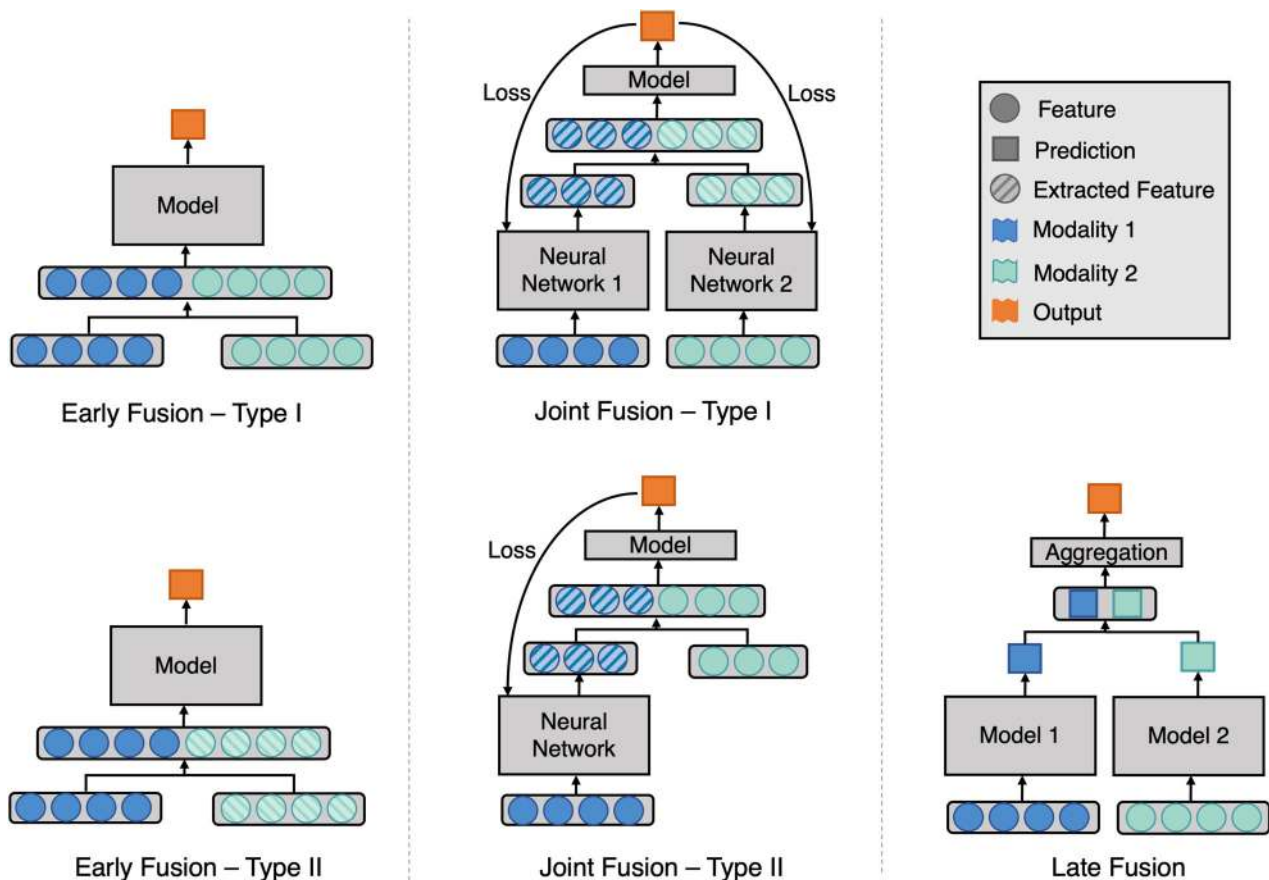 Model
Early Fusion – Type I
Loss
Model
Loss
Neural
Network 1
Neural
Network 2
Joint Fusion – Type I
Feature
Prediction
Extracted Feature
Modality 1
Modality 2
Output
Model
Early Fusion – Type II
Loss
Model
Neural
Network
Joint Fusion – Type II
Aggregation
Model 1
Model 2
Late Fusion